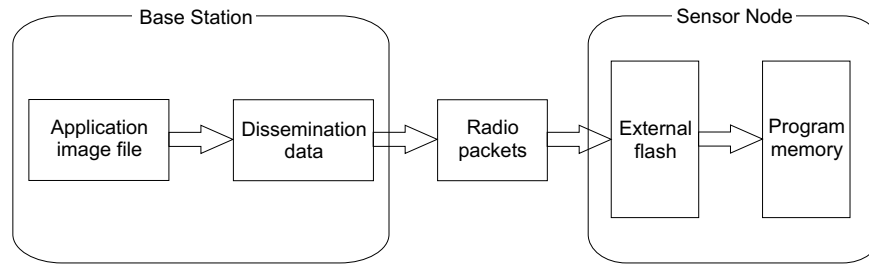 Base Station
Sensor Node
Application
image file
Dissemination
data
Radio
packets
External
flash
Program
memory